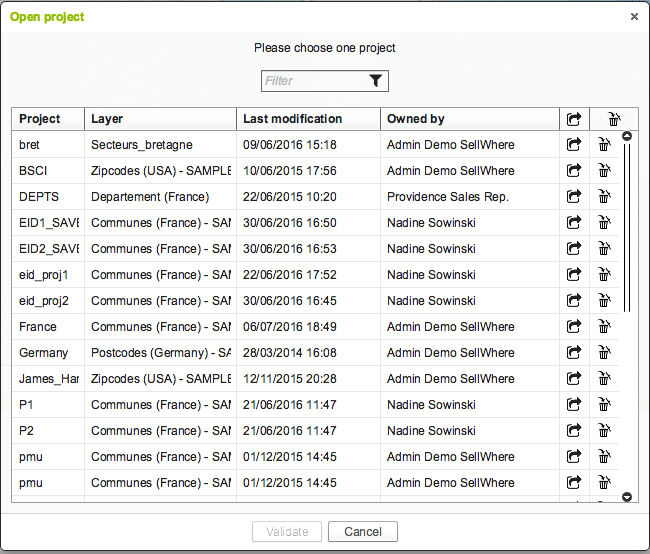 Open project
Please choose one project
Filter
Project Layer Last modification Owned by
bret Secteurs_bretagne 09/06/2016 15:18 Admin Demo SellWhere
BSCI Zipcodes (USA) - SAMPLE 10/06/2015 17:56 Admin Demo SellWhere
DEPTS Departement (France) 22/06/2015 10:20 Providence Sales Rep.
EID1_SAVE Communes (France) - SAM 30/06/2016 16:50 Nadine Sowinski
EID2_SAVE Communes (France) - SAM 30/06/2016 16:53 Nadine Sowinski
eid_proj1 Communes (France) - SAM 22/06/2016 17:52 Nadine Sowinski
eid_proj2 Communes (France) - SAM 30/06/2016 16:45 Nadine Sowinski
France Communes (France) - SAM 06/07/2016 18:49 Admin Demo SellWhere
Germany Postcodes (Germany) - SA 28/03/2014 16:08 Admin Demo SellWhere
James_Har Zipcodes (USA) - SAMPLE 12/11/2015 20:28 Admin Demo SellWhere
P1 Communes (France) - SAM 21/06/2016 11:47 Nadine Sowinski
P2 Communes (France) - SAM 21/06/2016 11:47 Nadine Sowinski
pmu Communes (France) - SAM 01/12/2015 14:45 Admin Demo SellWhere
pmu Communes (France) - SAM 01/12/2015 14:45 Admin Demo SellWhere
Validate Cancel